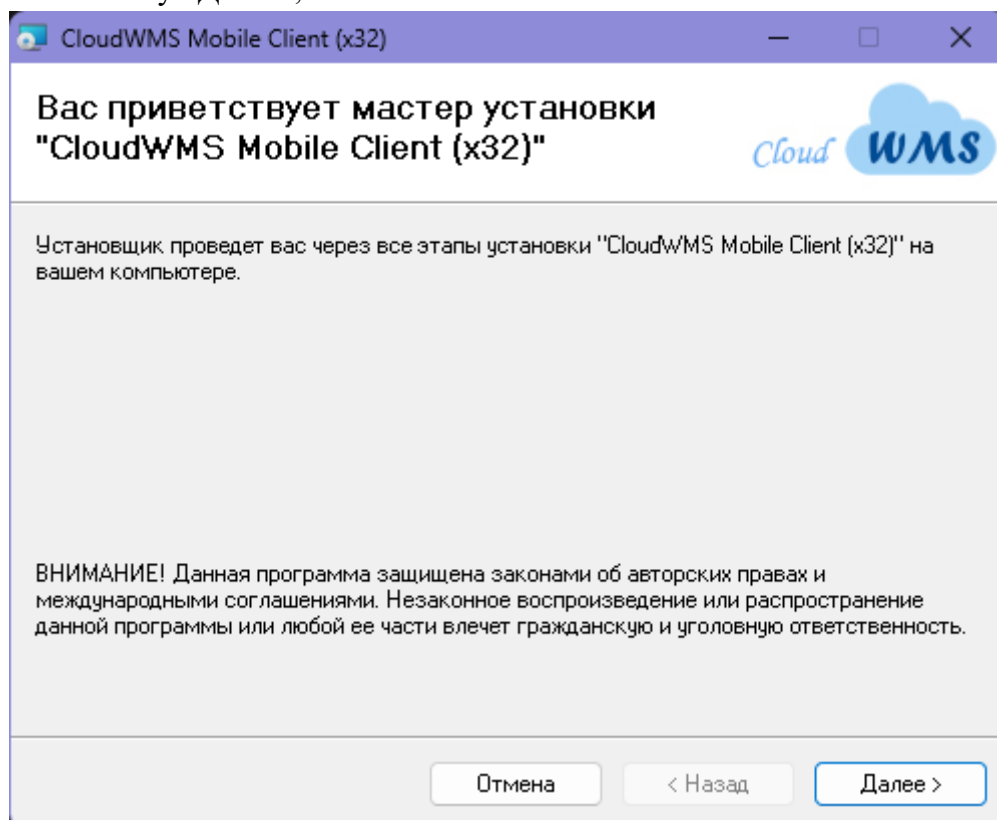 CloudWMS Mobile Client (x32)
Вас приветствует мастер установки
"CloudWMS Mobile Client (x32)"
Cloud WMS
Установщик проведет вас через все этапы установки "CloudWMS Mobile Client (x32)" на
вашем компьютере.
ВНИМАНИЕ! Данная программа защищена законами об авторских правах и
международными соглашениями. Незаконное воспроизведение или распространение
данной программы или любой ее части влечет гражданскую и уголовную ответственность.
Отмена
< Назад
Далее >